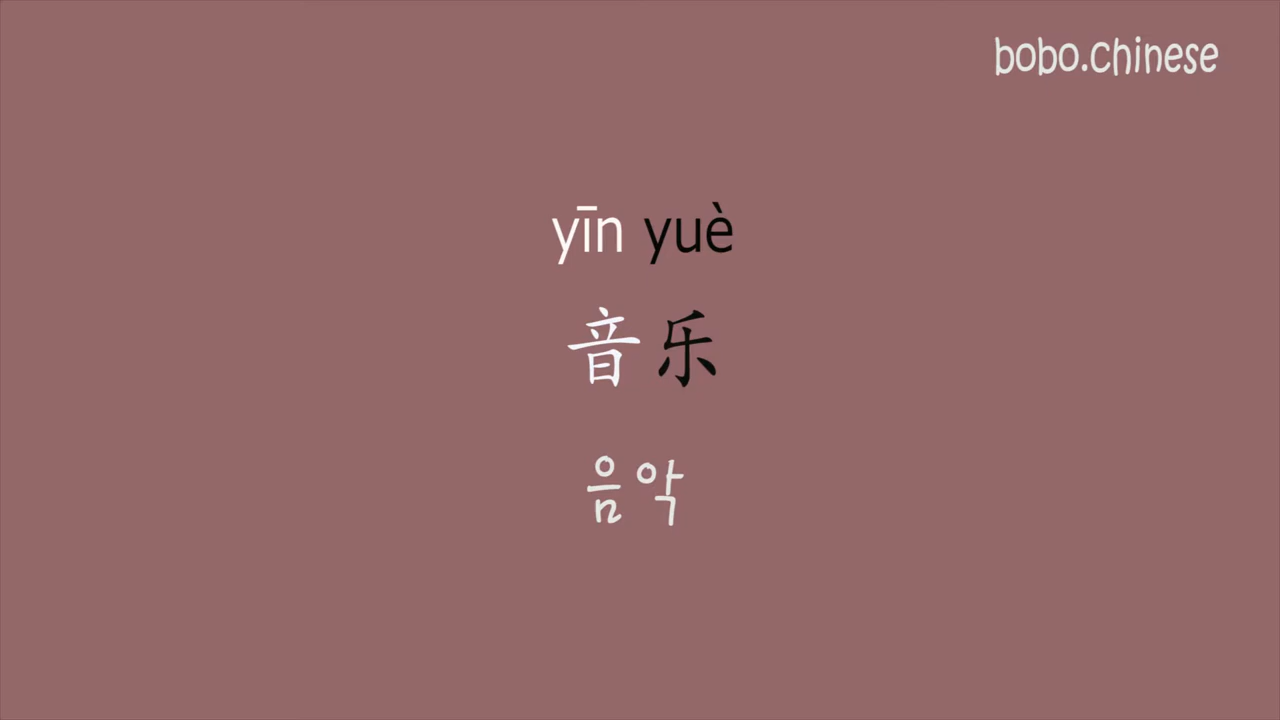 bobo.chinese
yīn yuè
音乐
음악